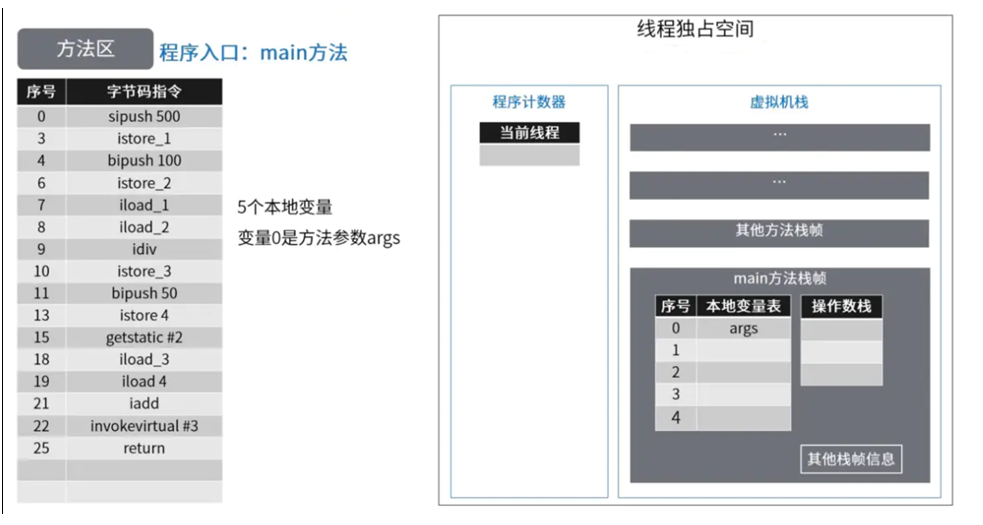 方法区
程序入口：main方法
序号 字节码指令
0 sipush 500
3 istore_1
4 bipush 100
6 istore_2
7 iload_1
8 iload_2
9 idiv
10 istore_3
11 bipush 50
13 istore 4
15 getstatic #2
18 iload_3
19 iload 4
21 iadd
22 invokevirtual #3
25 return
5个本地变量
变量0是方法参数args
线程独占空间
程序计数器
当前线程
虚拟机栈
...
...
其他方法栈帧
main方法栈帧
序号 本地变量表 操作数栈
0 args
1
2
3
4
其他栈帧信息